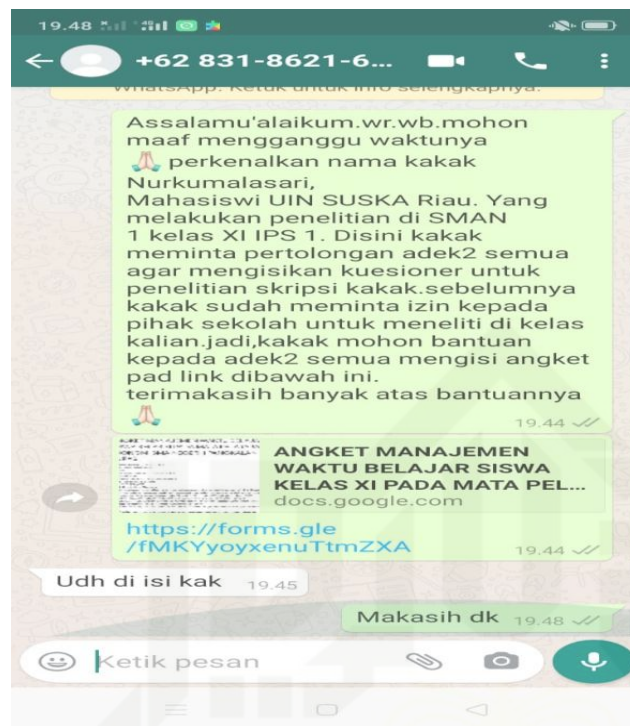 19.48
+62 831-8621-6...
WhatsApp. Ketuk untuk info selengkapnya.
Assalamu'alaikum.wr.wb.mohon
maaf mengganggu waktunya
🙏 perkenalkan nama kakak
Nurkumalasari,
Mahasiswi UIN SUSKA Riau. Yang
melakukan penelitian di SMAN
1 kelas XI IPS 1. Disini kakak
meminta pertolongan adek2 semua
agar mengisikan kuesioner untuk
penelitian skripsi kakak.sebelumnya
kakak sudah meminta izin kepada
pihak sekolah untuk meneliti di kelas
kalian.jadi,kakak mohon bantuan
kepada adek2 semua mengisi angket
pad link dibawah ini.
terimakasih banyak atas bantuannya
🙏
19.44
ANGKET MANAJEMEN
WAKTU BELAJAR SISWA
KELAS XI PADA MATA PEL...
docs.google.com
https://forms.gle
/fMKYyoyxenuTtmZXA
19.44
Udh di isi kak 19.45
Makasih dk 19.48
Ketik pesan